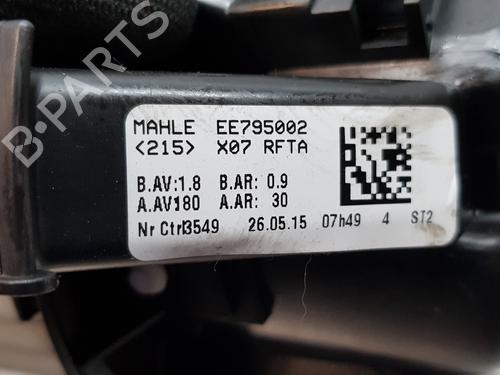 MAHLE EE795002
<215> X07 RFTA
B.AV:1.8 B.AR: 0.9
A.AV180 A.AR: 30
Nr Ctrl3549 26.05.15 07h49 4 ST2
B-PARTS